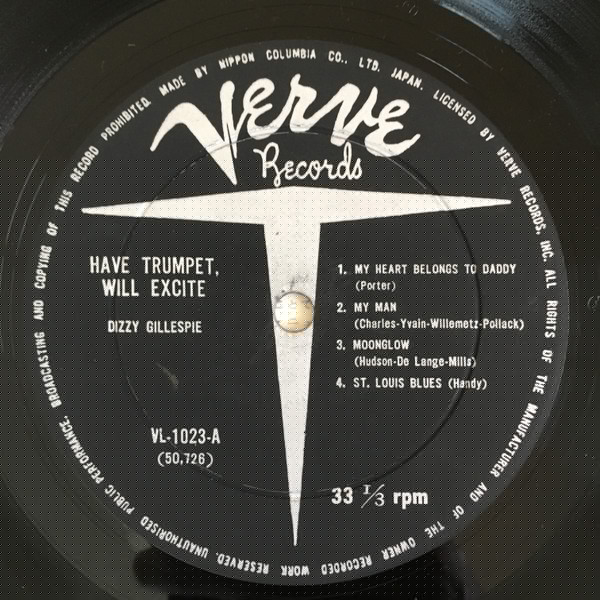 Verve
Records
HAVE TRUMPET,
WILL EXCITE
DIZZY GILLESPIE
VL-1023-A
(50,726)
1. MY HEART BELONGS TO DADDY
(Porter)
2. MY MAN
(Charles-Yvain-Willemetz-Pollack)
3. MOONGLOW
(Hudson-De Lange-Mills)
4. ST. LOUIS BLUES (Handy)
33 1/3 rpm
MADE BY NIPPON COLUMBIA CO., LTD. JAPAN. LICENSED BY VERVE RECORDS, INC. ALL RIGHTS OF THE MANUFACTURER AND OF THE OWNER RECORDED WORK RESERVED. UNAUTHORISED PUBLIC PERFORMANCE, BROADCASTING AND COPYING OF THIS RECORD PROHIBITED.